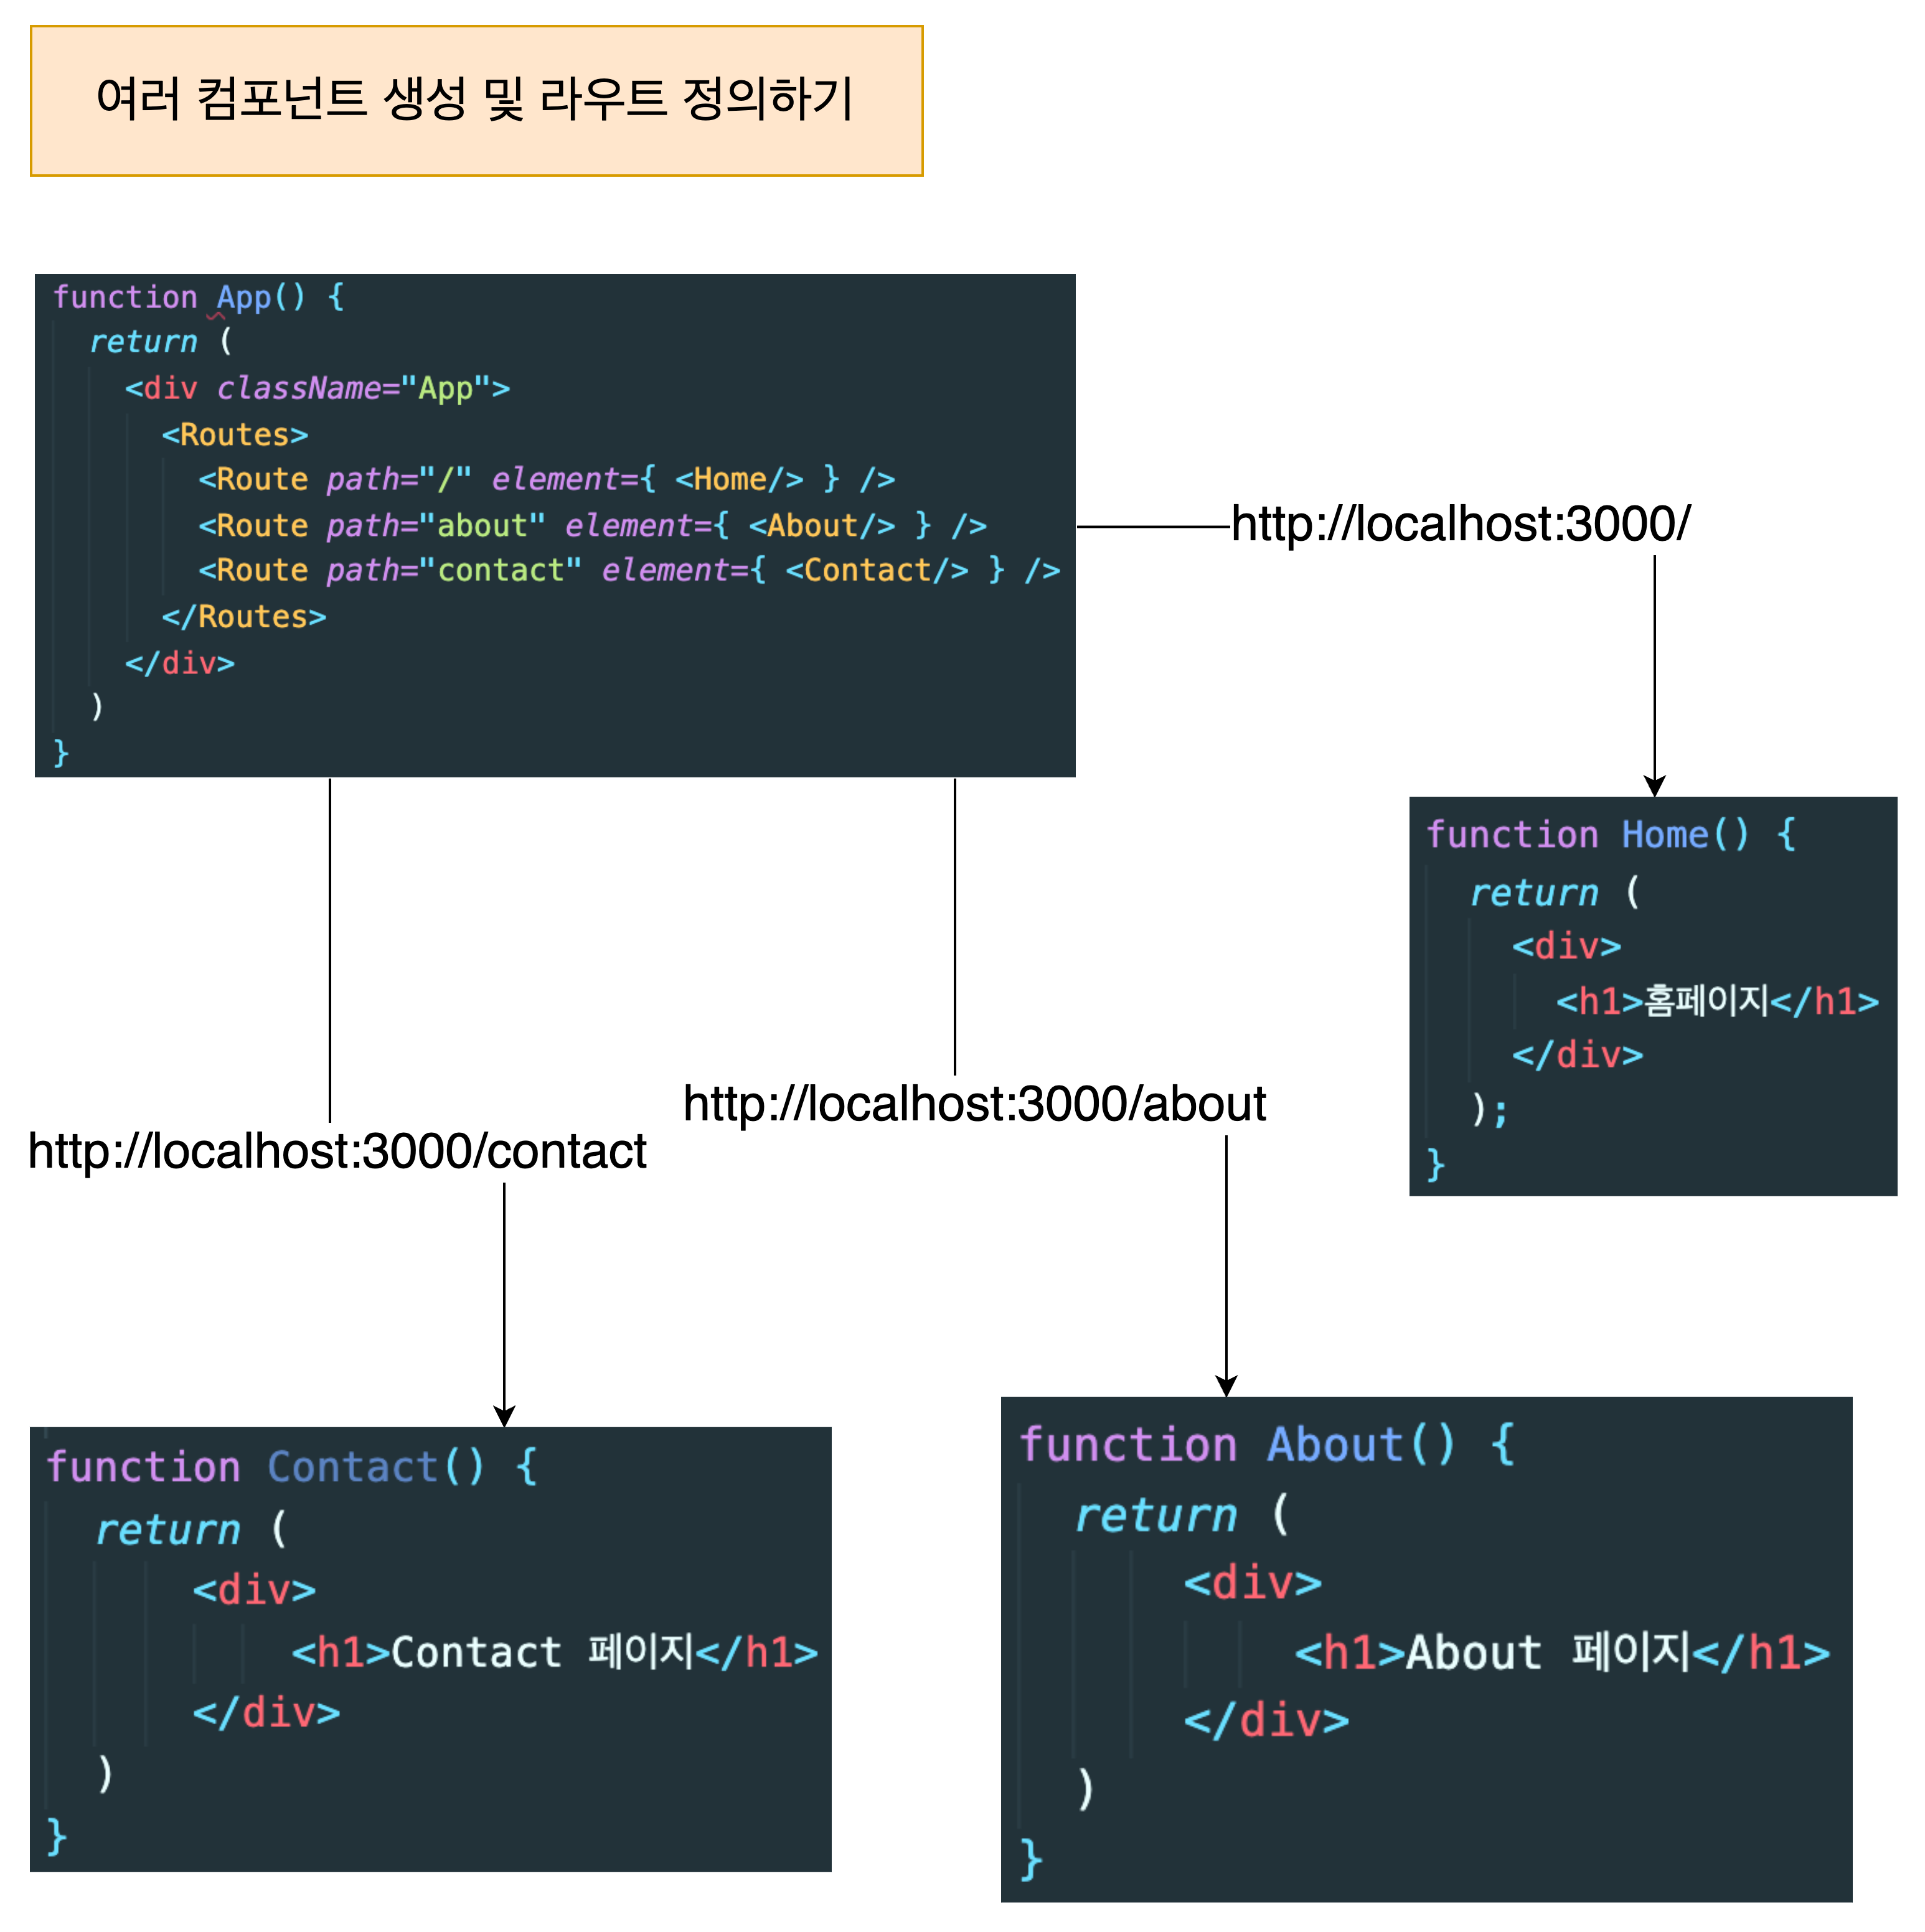 여러 컴포넌트 생성 및 라우트 정의하기
function App() {
  return (
    <div className="App">
      <Routes>
        <Route path="/" element={ <Home/> } />
        <Route path="about" element={ <About/> } />
        <Route path="contact" element={ <Contact/> } />
      </Routes>
    </div>
  )
}
http://localhost:3000/
function Home() {
  return (
    <div>
      <h1>홈페이지</h1>
    </div>
  );
}
http://localhost:3000/about
http://localhost:3000/contact
function Contact() {
  return (
      <div>
          <h1>Contact 페이지</h1>
      </div>
  )
}
function About() {
  return (
      <div>
          <h1>About 페이지</h1>
      </div>
  )
}